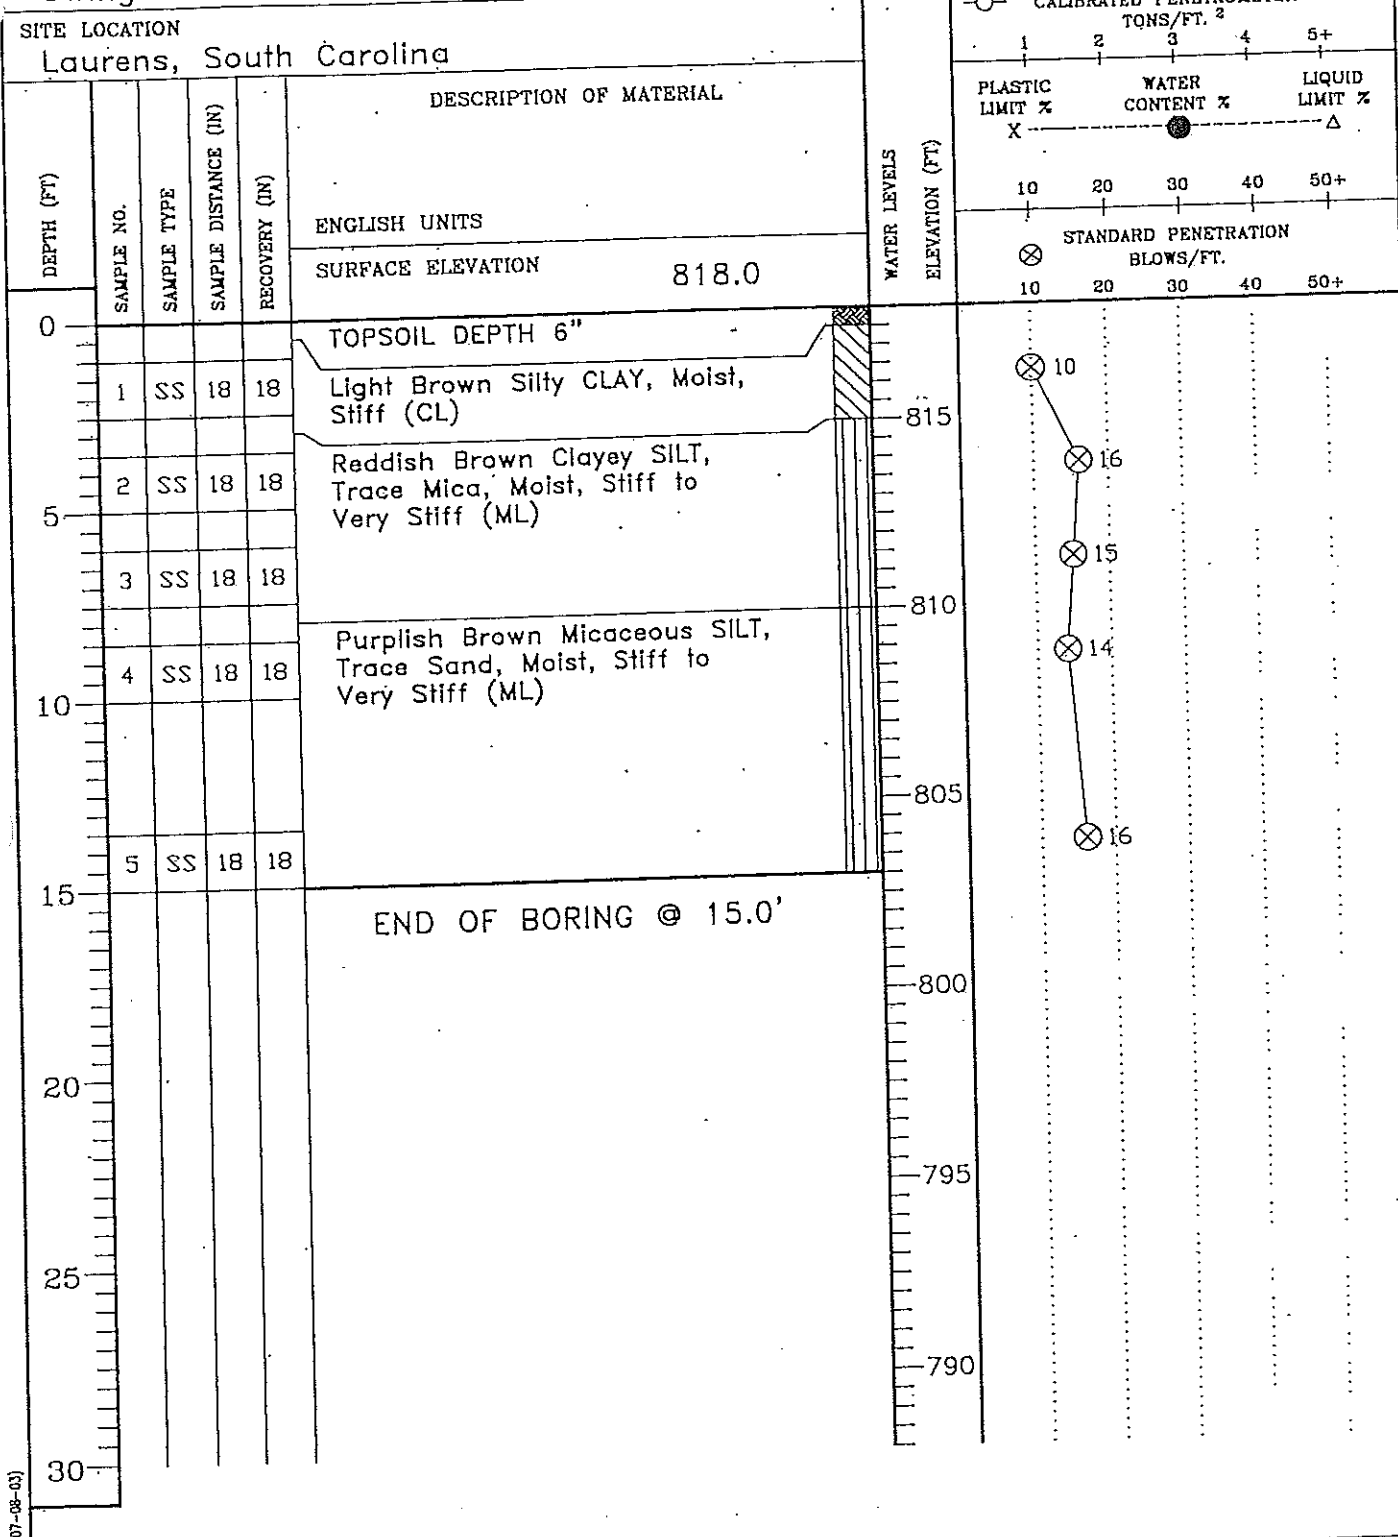 SITE LOCATION
Laurens, South Carolina
TONS/FT. 2
1 2 3 4 5+
PLASTIC LIMIT %
WATER CONTENT %
LIQUID LIMIT %
X
Δ
10 20 30 40 50+
STANDARD PENETRATION
BLOWS/FT.
10 20 30 40 50+
DEPTH (FT)
SAMPLE NO.
SAMPLE TYPE
SAMPLE DISTANCE (IN)
RECOVERY (IN)
DESCRIPTION OF MATERIAL
ENGLISH UNITS
SURFACE ELEVATION 818.0
WATER LEVELS
ELEVATION (FT)
0
TOPSOIL DEPTH 6"
1 SS 18 18
Light Brown Silty CLAY, Moist,
Stiff (CL)
10
815
Reddish Brown Clayey SILT,
2 SS 18 18
Trace Mica, Moist, Stiff to
Very Stiff (ML)
16
5
3 SS 18 18
15
810
Purplish Brown Micaceous SILT,
4 SS 18 18
Trace Sand, Moist, Stiff to
Very Stiff (ML)
14
10
805
5 SS 18 18
16
15
END OF BORING @ 15.0'
800
20
795
25
790
30
07-08-03)